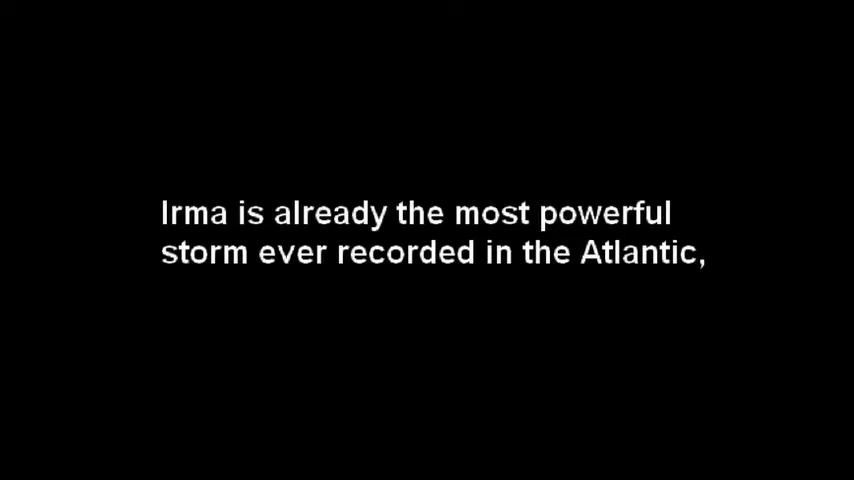 Irma is already the most powerful
storm ever recorded in the Atlantic,